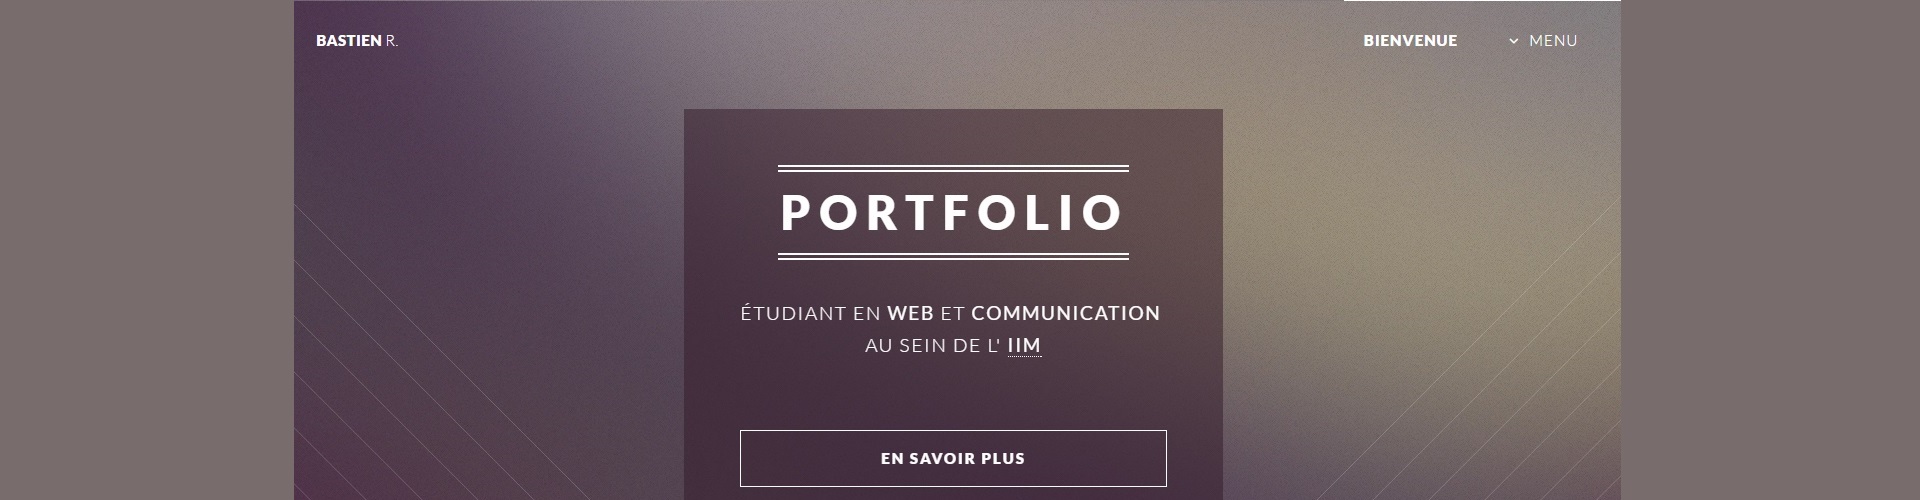 BASTIEN R.
BIENVENUE
MENU
PORTFOLIO
ÉTUDIANT EN WEB ET COMMUNICATION
AU SEIN DE L' IIM
EN SAVOIR PLUS